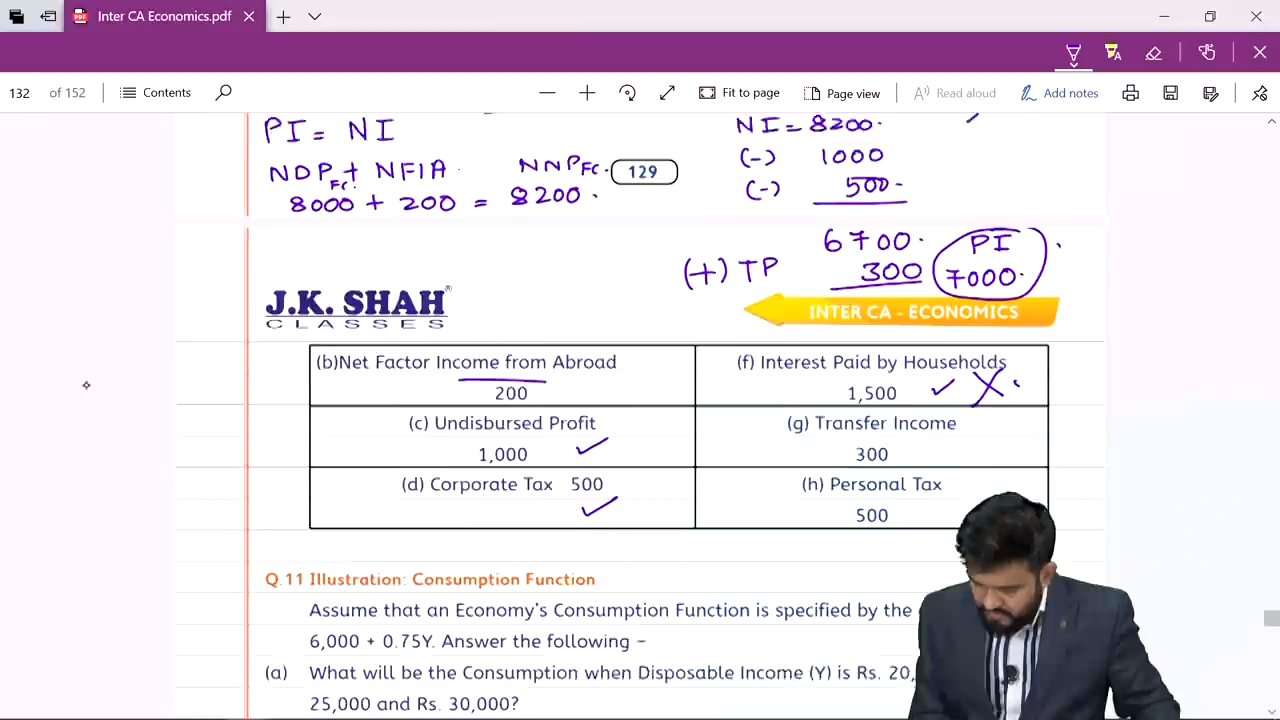 Inter CA Economics.pdf
132 of 152
Contents
Fit to page
Page view
Read aloud
Add notes
PI = NI
NDP FC + NFIA
8000 + 200 = 8200.
NNP FC.
129
NI = 8200.
(-) 1000
(-) 500-
6700.
(+) TP 300
PI
7000.
J.K. SHAH®
CLASSES
INTER CA - ECONOMICS
(b)Net Factor Income from Abroad
200
(f) Interest Paid by Households
1,500
(c) Undisbursed Profit
1,000
(g) Transfer Income
300
(d) Corporate Tax 500
(h) Personal Tax
500
Q.11 Illustration: Consumption Function
Assume that an Economy's Consumption Function is specified by the
6,000 + 0.75Y. Answer the following –
(a) What will be the Consumption when Disposable Income (Y) is Rs. 20,
25,000 and Rs. 30,000?